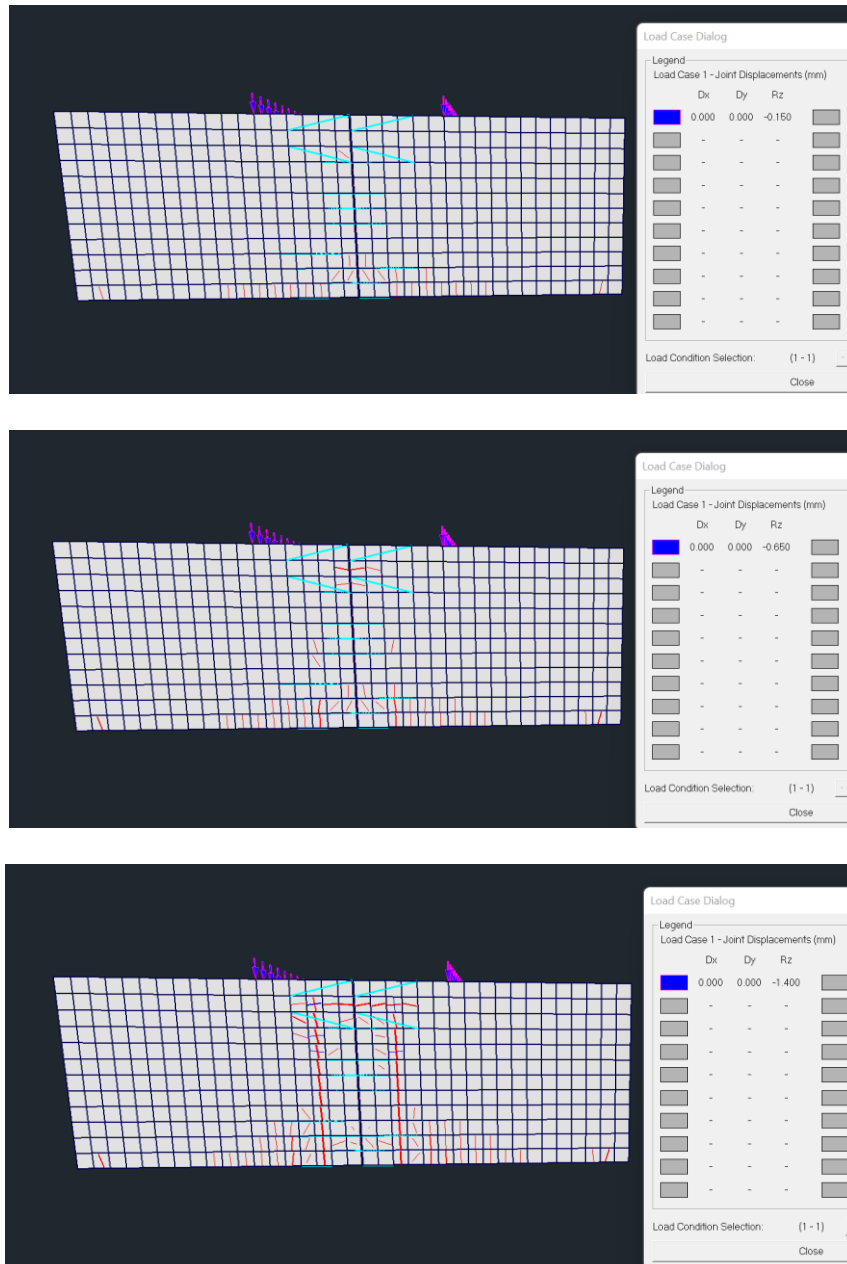 Load Case Dialog
Legend
Load Case 1 - Joint Displacements (mm)
Dx Dy Rz
0.000 0.000 -0.150
- - -
- - -
- - -
- - -
- - -
- - -
- - -
- - -
- - -
Load Condition Selection: (1 - 1)
Close
Load Case Dialog
Legend
Load Case 1 - Joint Displacements (mm)
Dx Dy Rz
0.000 0.000 -0.650
- - -
- - -
- - -
- - -
- - -
- - -
- - -
- - -
- - -
Load Condition Selection: (1 - 1)
Close
Load Case Dialog
Legend
Load Case 1 - Joint Displacements (mm)
Dx Dy Rz
0.000 0.000 -1.400
- - -
- - -
- - -
- - -
- - -
- - -
- - -
- - -
- - -
Load Condition Selection: (1 - 1)
Close